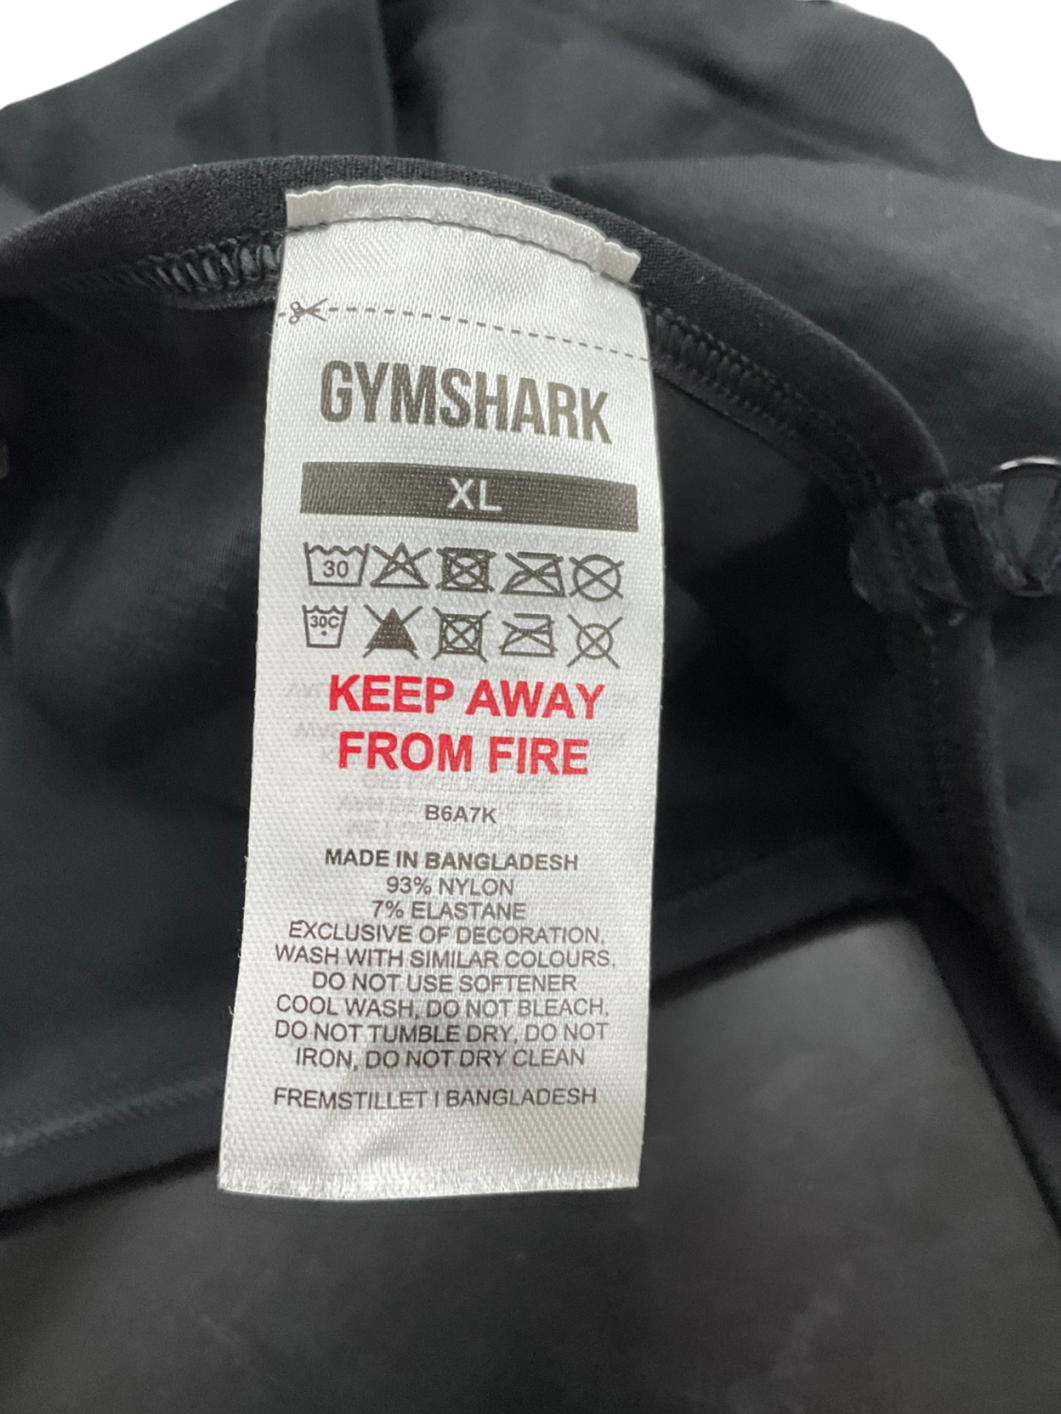 GYMSHARK
XL
30
30C
KEEP AWAY
FROM FIRE
B6A7K
MADE IN BANGLADESH
93% NYLON
7% ELASTANE
EXCLUSIVE OF DECORATION,
WASH WITH SIMILAR COLOURS,
DO NOT USE SOFTENER
COOL WASH, DO NOT BLEACH,
DO NOT TUMBLE DRY, DO NOT
IRON, DO NOT DRY CLEAN
FREMSTILLET I BANGLADESH